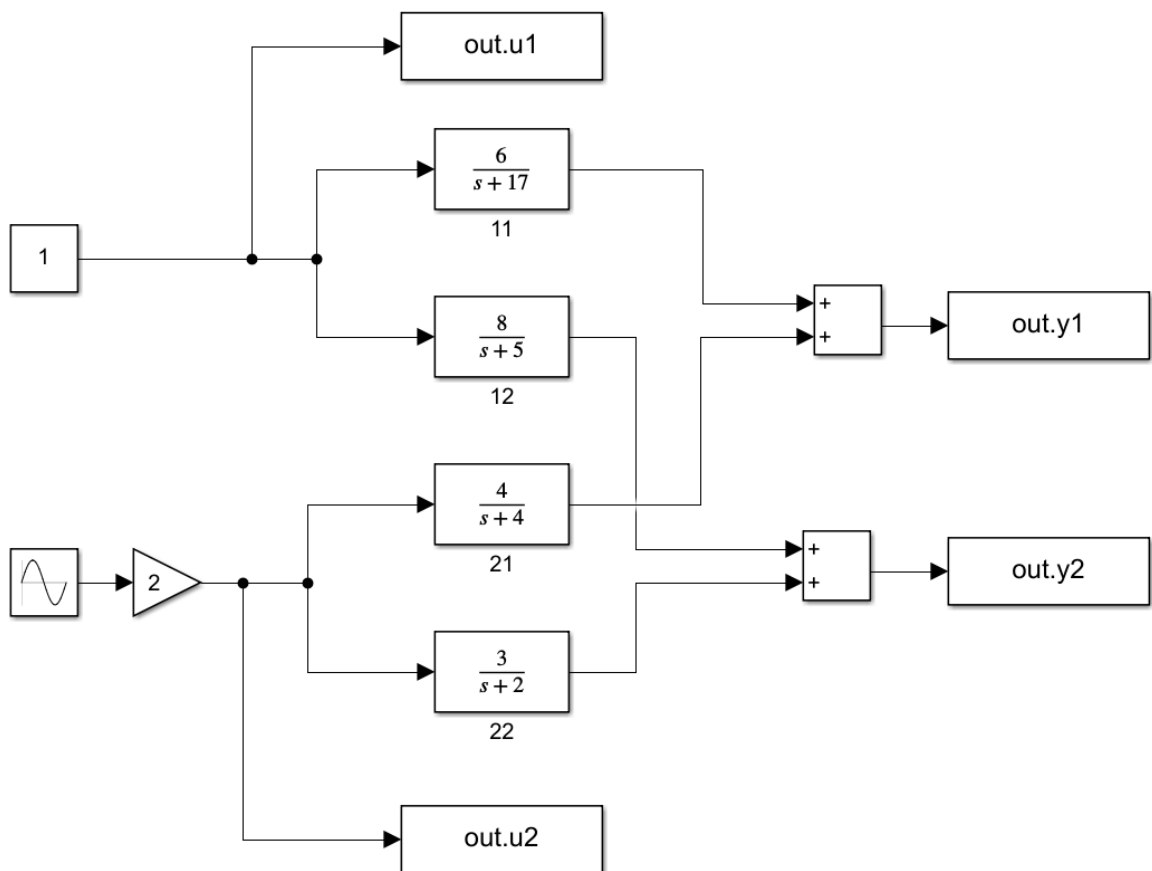 out.u1
6
s + 17
11
1
8
s + 5
12
+
+
out.y1
4
s + 4
21
2
+
+
out.y2
3
s + 2
22
out.u2